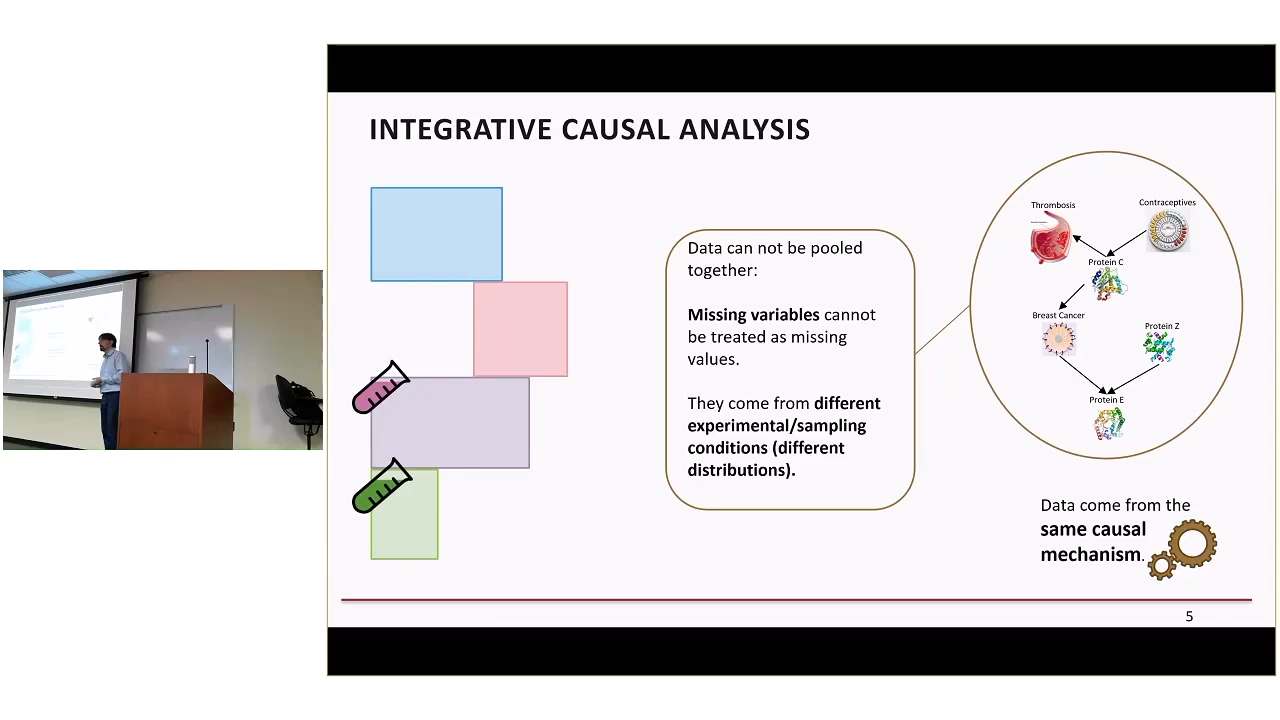 INTEGRATIVE CAUSAL ANALYSIS
Data can not be pooled
together:
Missing variables cannot
be treated as missing
values.
They come from different
experimental/sampling
conditions (different
distributions).
Thrombosis
Contraceptives
Protein C
Breast Cancer
Protein Z
Protein E
Data come from the
same causal
mechanism.
5